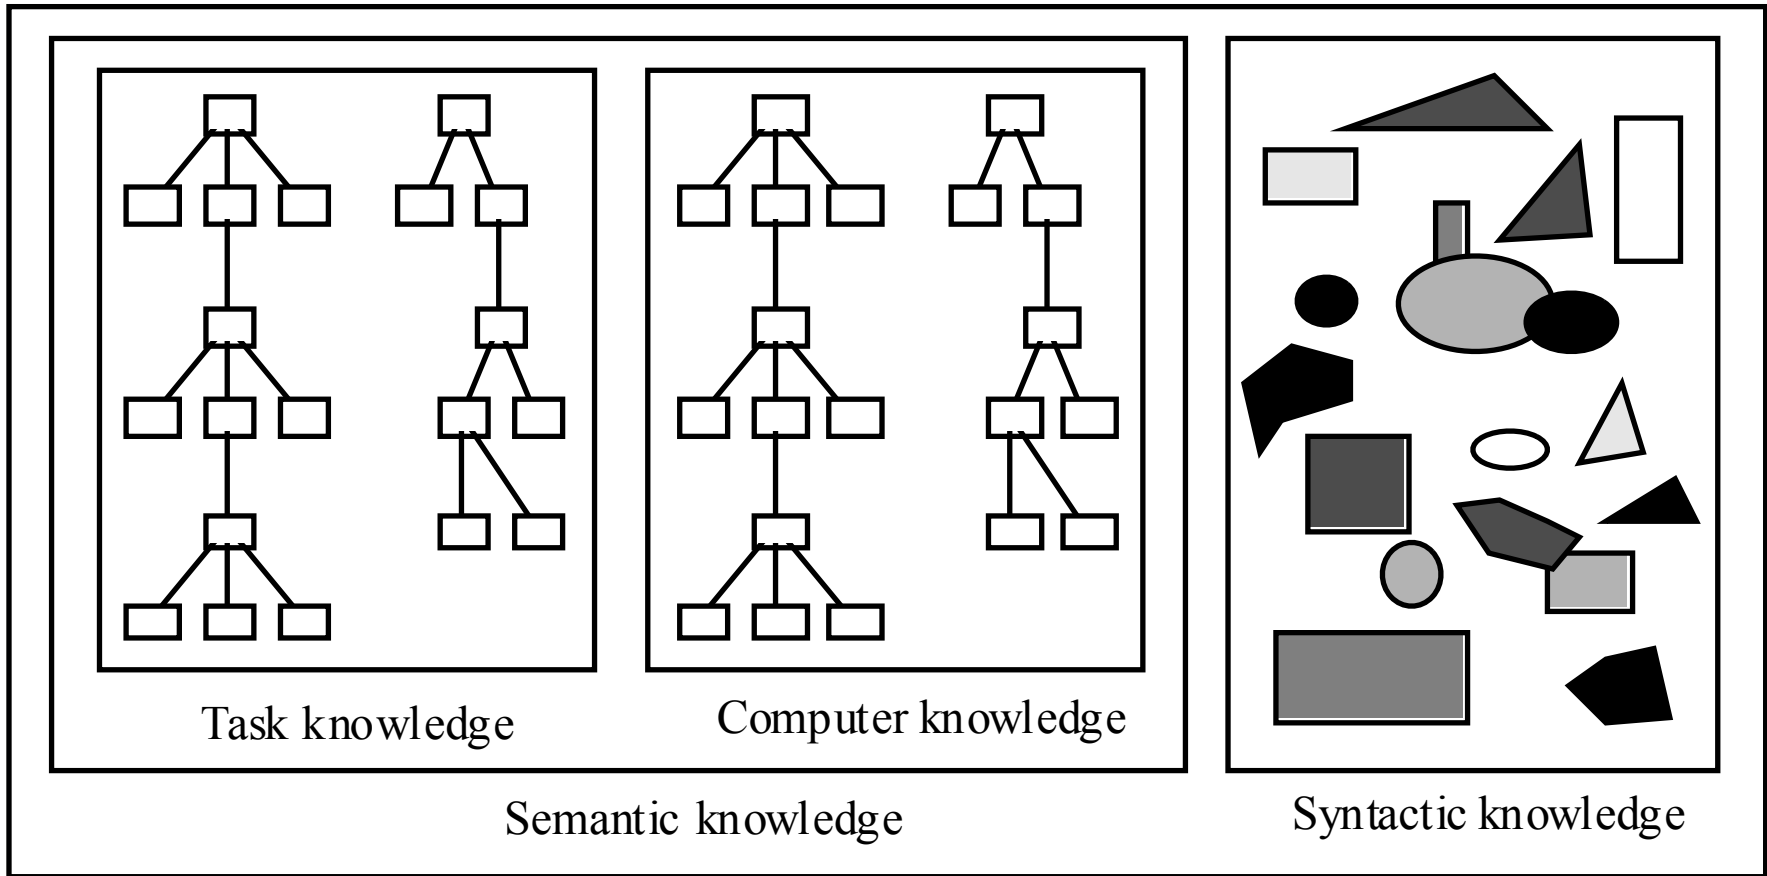 Task knowledge
Computer knowledge
Semantic knowledge
Syntactic knowledge